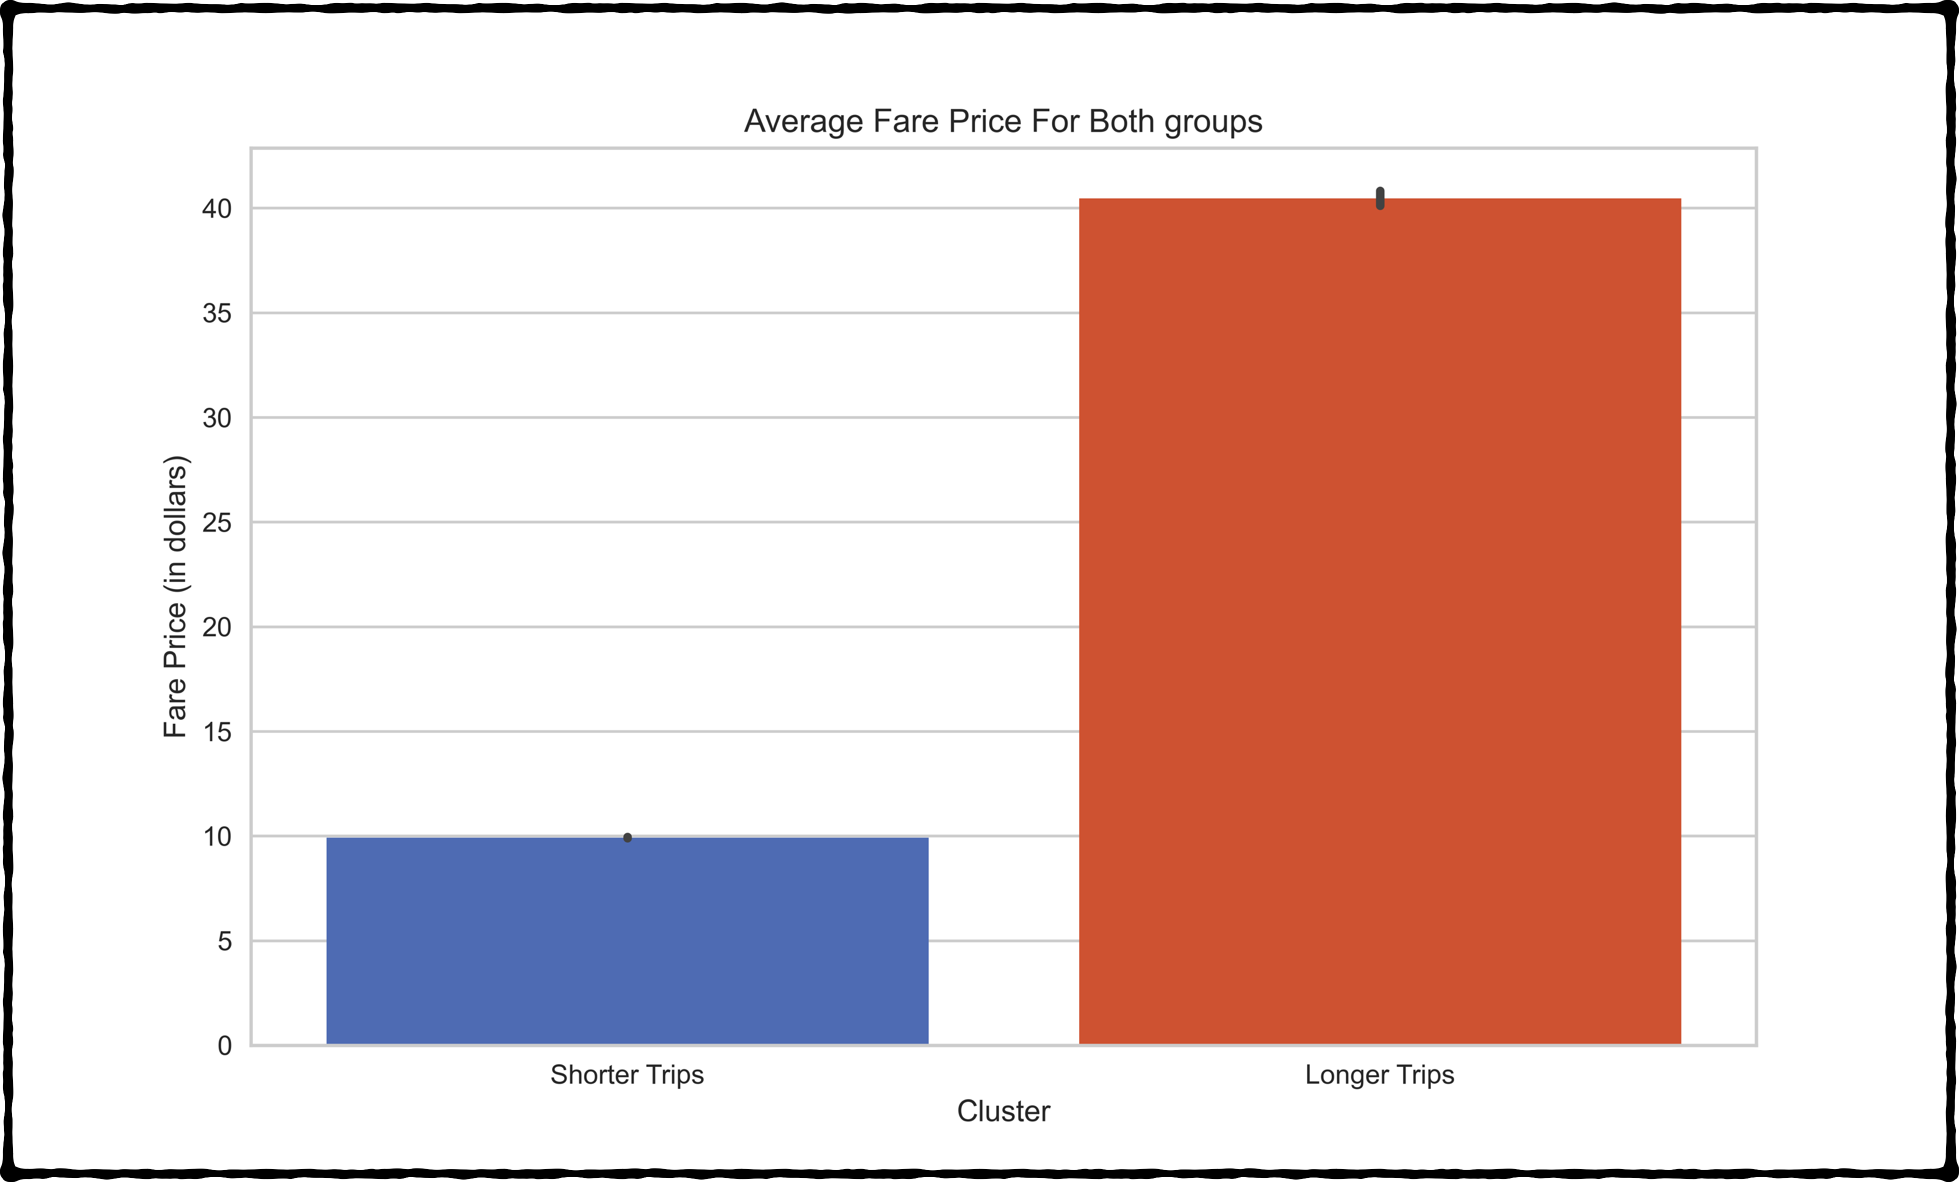 Average Fare Price For Both groups
Fare Price (in dollars)
40
35
30
25
20
15
10
5
0
Shorter Trips
Longer Trips
Cluster